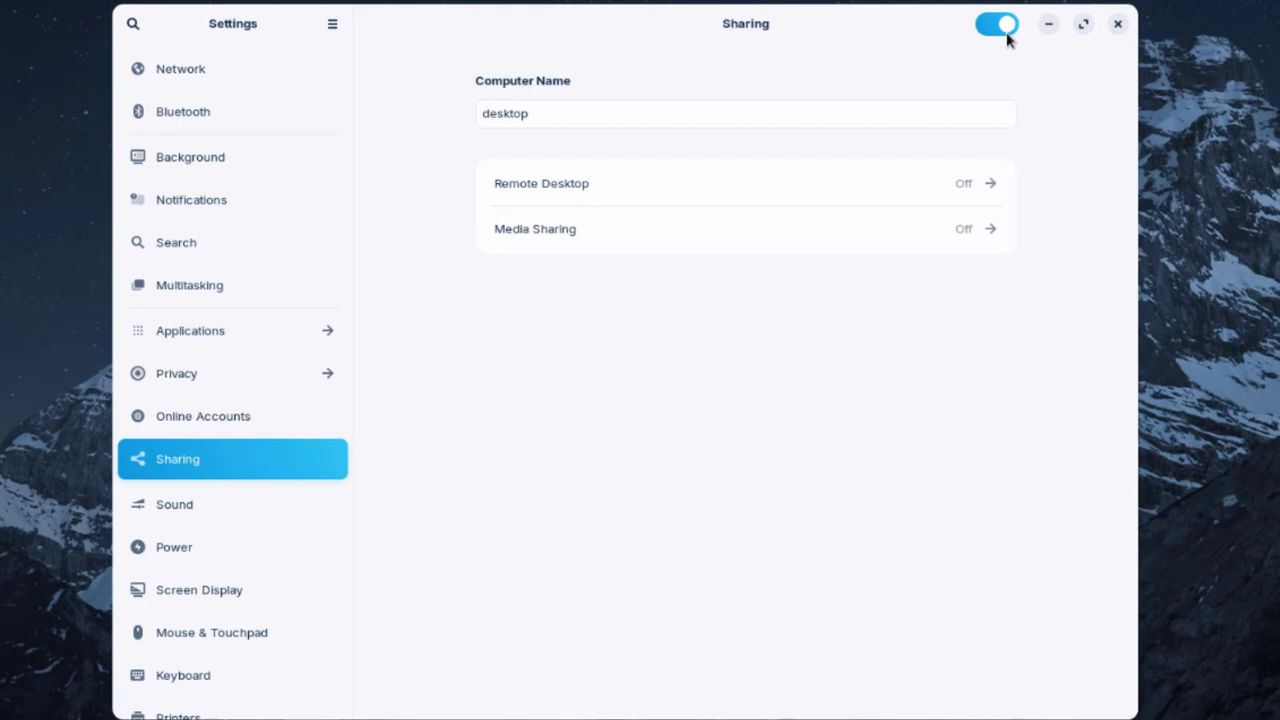 Settings
Sharing
Network
Bluetooth
Background
Notifications
Search
Multitasking
Applications
Privacy
Online Accounts
Sharing
Sound
Power
Screen Display
Mouse & Touchpad
Keyboard
Printers
Computer Name
desktop
Remote Desktop Off
Media Sharing Off